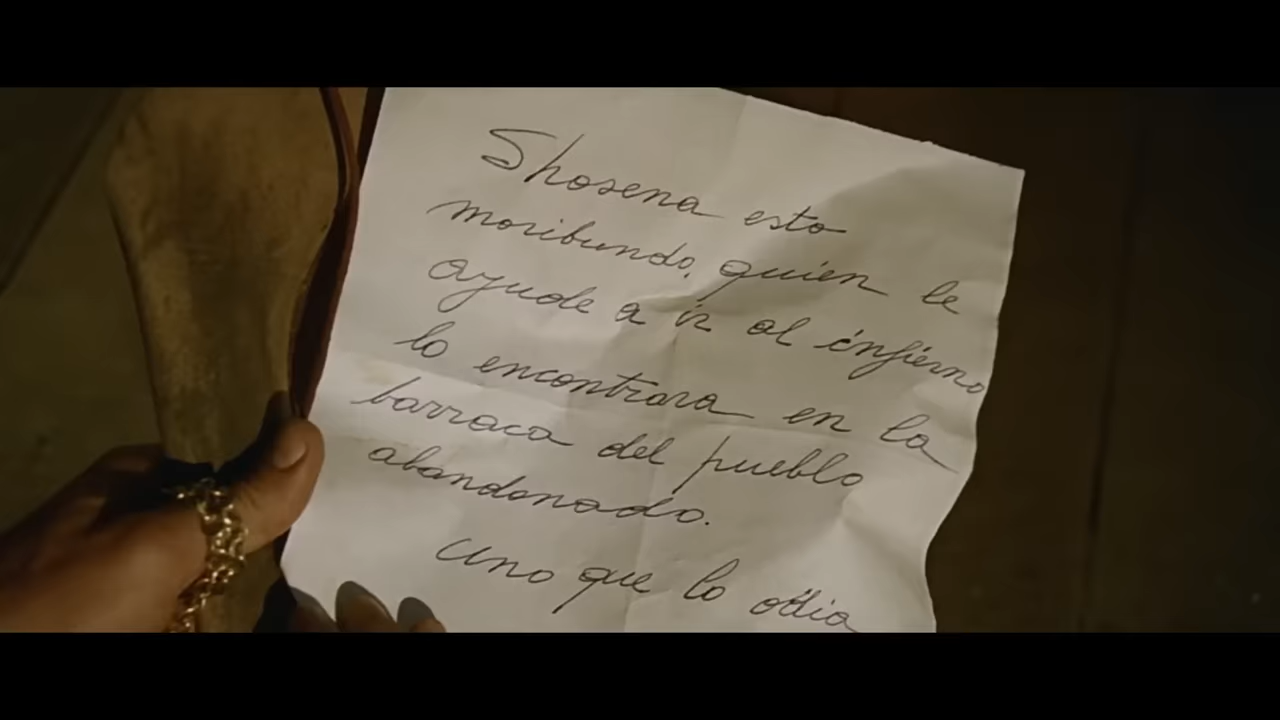 Shosena esto
moribundo, quien le
ayude a ir al infierno
lo encontrara en la
barraca del pueblo
abandonado.
uno que lo odia